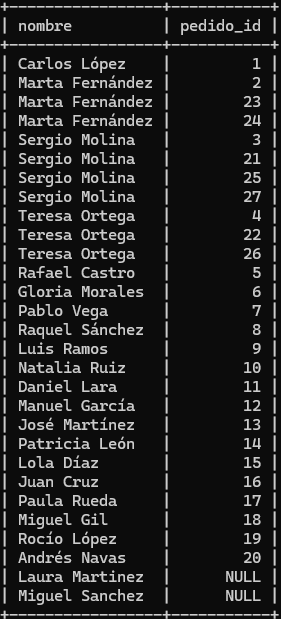 +-----------------+-----------+
| nombre          | pedido_id |
+-----------------+-----------+
| Carlos López    |         1 |
| Marta Fernández |         2 |
| Marta Fernández |        23 |
| Marta Fernández |        24 |
| Sergio Molina   |         3 |
| Sergio Molina   |        21 |
| Sergio Molina   |        25 |
| Sergio Molina   |        27 |
| Teresa Ortega   |         4 |
| Teresa Ortega   |        22 |
| Teresa Ortega   |        26 |
| Rafael Castro   |         5 |
| Gloria Morales  |         6 |
| Pablo Vega      |         7 |
| Raquel Sánchez  |         8 |
| Luis Ramos      |         9 |
| Natalia Ruiz    |        10 |
| Daniel Lara     |        11 |
| Manuel García   |        12 |
| José Martínez   |        13 |
| Patricia León   |        14 |
| Lola Díaz       |        15 |
| Juan Cruz       |        16 |
| Paula Rueda     |        17 |
| Miguel Gil      |        18 |
| Rocío López     |        19 |
| Andrés Navas    |        20 |
| Laura Martinez  |      NULL |
| Miguel Sanchez  |      NULL |
+-----------------+-----------+